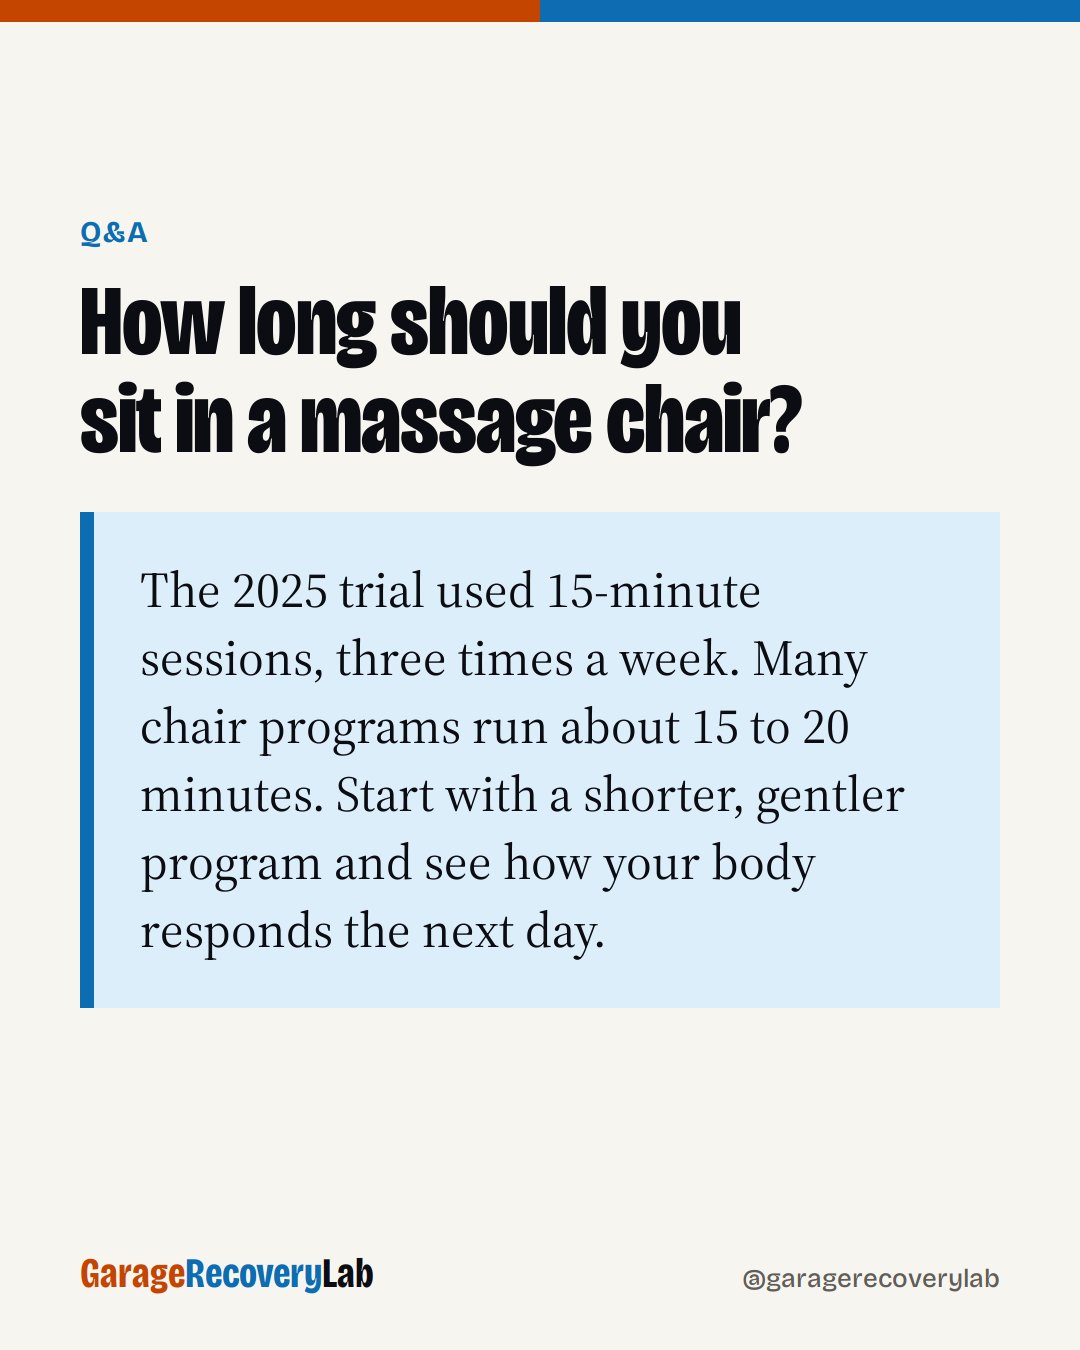 Q&A
How long should you
sit in a massage chair?
The 2025 trial used 15-minute
sessions, three times a week. Many
chair programs run about 15 to 20
minutes. Start with a shorter, gentler
program and see how your body
responds the next day.
GarageRecoveryLab
@garagerecoverylab